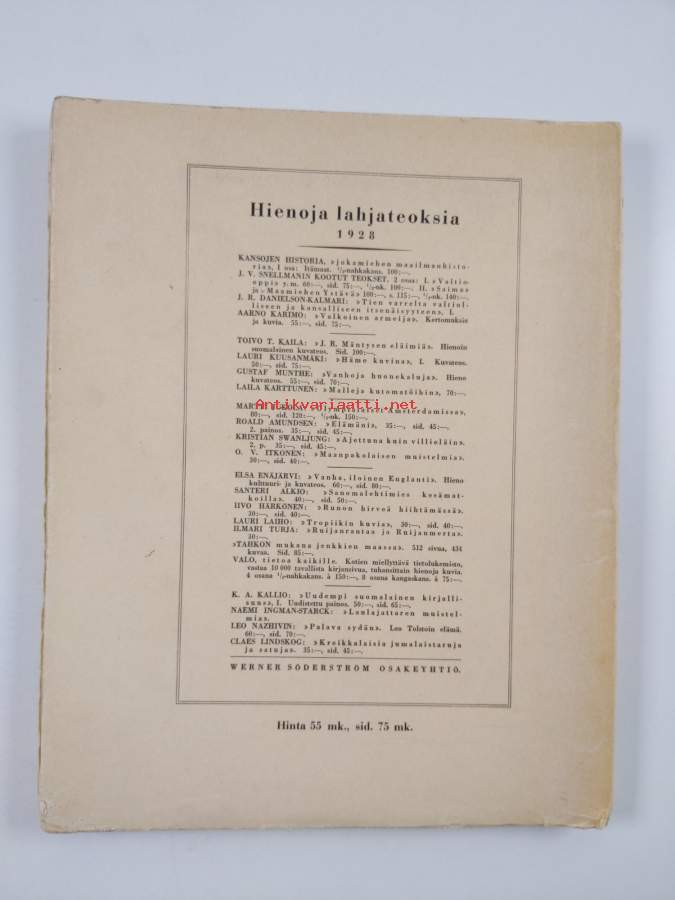 Hienoja lahjateoksia
1928
KANSOJEN HISTORIA, »jokamiehen maailmanhisto-
ria», I osa: Itämaat. ¹/₂-nahkakans. 100:—.
J. V. SNELLMANIN KOOTUT TEOKSET, 2 osaa: I. »Valtio-
oppi» y.m. 60:—, sid. 75:—, ¹/₂-nk. 100:—. II. »Saima»
ja »Maamiehen Ystävä» 100:—, s. 115:—, ¹/₂-nk. 140:—.
J. R. DANIELSON-KALMARI: »Tien varrelta valtiol-
liseen ja kansalliseen itsenäisyyteen», I.
AARNO KARIMO: »Valkoinen armeija». Kertomuksia
ja kuvia. 55:—, sid. 75:—.
TOIVO T. KAILA: »J. B. Mäntysen eläimiä». Hienoin
suomalainen kuvateos. Sid. 100:—.
LAURI KUUSANMÄKI: »Häme kuvina», I. Kuvateos.
50:—, sid. 75:—.
GUSTAF MUNTHE: »Vanhoja huonekaluja». Hieno
kuvateos. 55:—, sid. 70:—.
LAILA KARTTUNEN: »Malleja kutomatöihin», 70:—.
Antikvariaatti.net
Amsterdamissa»,
80:—, sid. 120:—, ¹/₂-nk. 150:—.
ROALD AMUNDSEN: »Elämäni», 35:—, sid. 45:—.
2. painos. 35:—, sid. 45:—.
KRISTIAN SWANLJUNG: »Ajettuna kuin villieläin».
2. p. 35:—, sid. 45:—.
O. V. ITKONEN: »Maanpakolaisen muistelmia».
30:—, sid. 40:—.
ELSA ENÄJÄRVI: »Vanha, iloinen Englanti». Hieno
kulttuuri- ja kuvateos. 60:—, sid. 80:—.
SANTERI ALKIO: »Sanomalehtimies kesämat-
koilla». 40:—, sid. 50:—.
IIVO HÄRKÖNEN: »Runon hirveä hiihtämässä».
30:—, sid. 40:—.
LAURI LAIHO: »Tropiikin kuvia», 30:—, sid. 40:—.
ILMARI TURJA: »Ruijanrantaa ja Ruijanmerta».
30:—.
»TAHKON mukana jenkkien maassa». 512 sivua, 434
kuvaa. Sid. 85:—.
VALO, tietoa kaikille. Kotien miellyttävä tietolukemisto,
vastaa 10 000 tavallista kirjansivua, tuhansittain hienoja kuvia.
4 osana ¹/₂-nahkakans. à 150:—, 8 osana kangaskans. à 75:—.
K. A. KALLIO: »Uudempi suomalainen kirjalli-
suus», I. Uudistettu painos. 50:—, sid. 65:—.
NAEMI INGMAN-STARCK: »Laulajattaren muistel-
mia».
LEO NAZHIVIN: »Palava sydän». Leo Tolstoin elämä.
60:—, sid. 70:—.
CLAES LINDSKOG: »Kreikkalaisia jumalaistaruja
ja satuja». 35:—, sid. 45:—.
WERNER SÖDERSTRÖM OSAKEYHTIÖ.
Hinta 55 mk., sid. 75 mk.